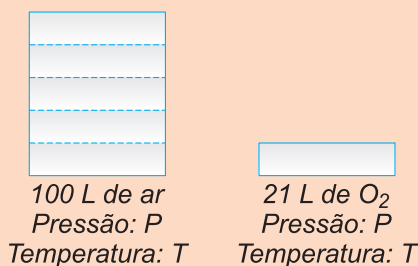 100 L de ar
Pressão: P
Temperatura: T
21 L de O₂
Pressão: P
Temperatura: T